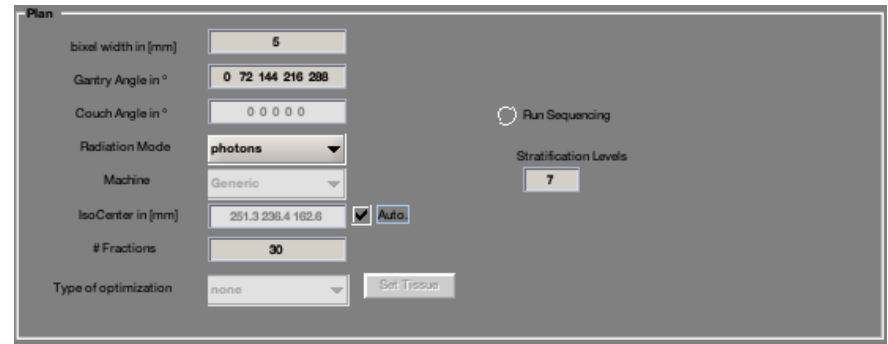 Plan
bixel width in [mm] 5
Gantry Angle in º 0 72 144 216 288
Couch Angle in º 0 0 0 0 0
Run Sequencing
Radiation Mode photons
Stratification Levels
Machine Generic
7
IsoCenter in [mm] 251.3 236.4 162.6 Auto.
# Fractions 30
Type of optimization none Set Tissue